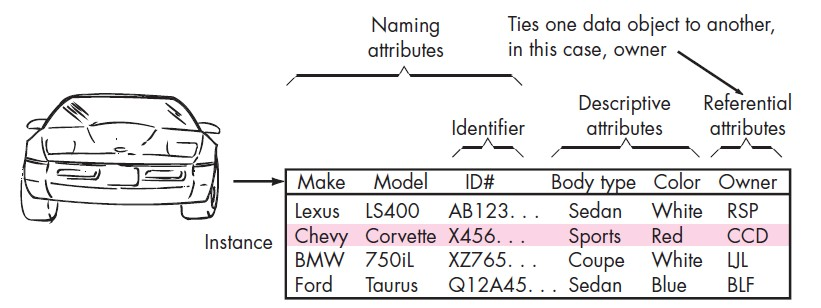 Naming
attributes
Ties one data object to another,
in this case, owner
Identifier
Descriptive
attributes
Referential
attributes
Make Model ID# Body type Color Owner
Lexus LS400 AB123. . . Sedan White RSP
Instance
Chevy Corvette X456. . . Sports Red CCD
BMW 750iL XZ765. . . Coupe White LJL
Ford Taurus Q12A45. . . Sedan Blue BLF